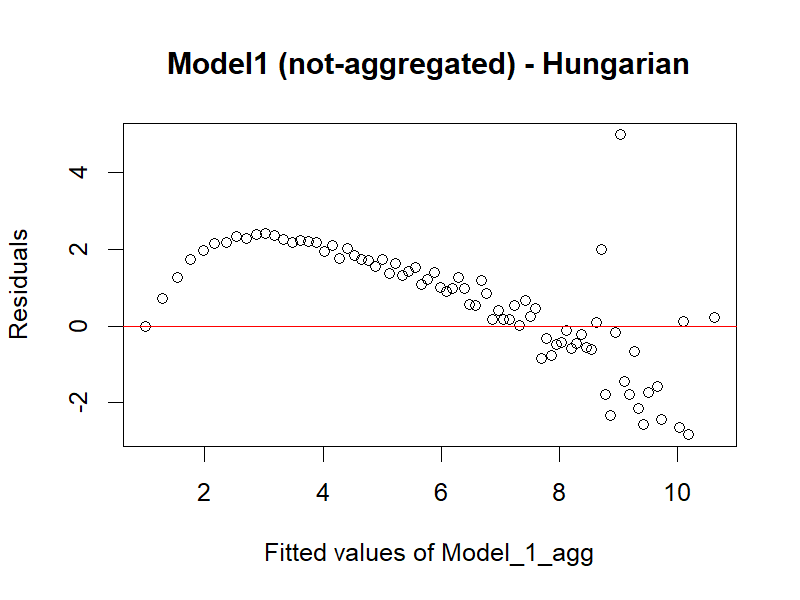 Model1 (not-aggregated) - Hungarian
4
2
0
-2
Residuals
2 4 6 8 10
Fitted values of Model_1_agg